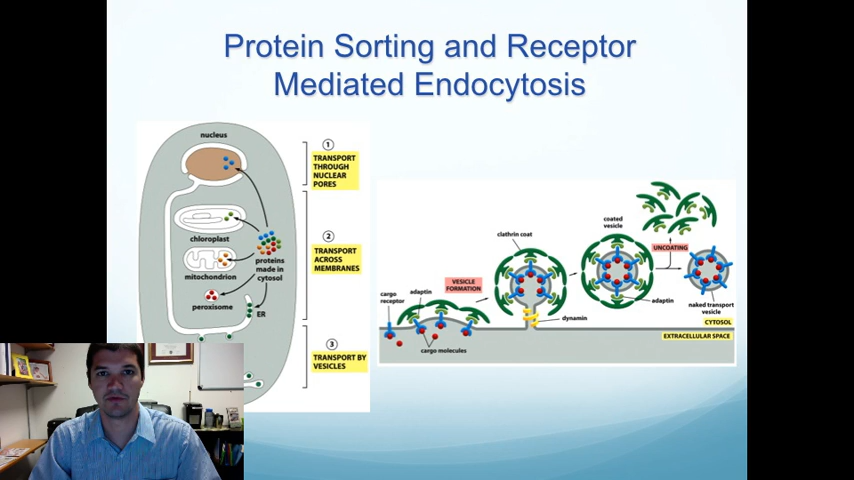 Protein Sorting and Receptor
Mediated Endocytosis
nucleus
chloroplast
mitochondrion
peroxisome
proteins
made in
cytosol
ER
1
TRANSPORT
THROUGH
NUCLEAR
PORES
2
TRANSPORT
ACROSS
MEMBRANES
3
TRANSPORT BY
VESICLES
cargo
receptor
adaptin
cargo molecules
VESICLE
FORMATION
clathrin coat
dynamin
coated
vesicle
adaptin
UNCOATING
naked transport
vesicle
CYTOSOL
EXTRACELLULAR SPACE